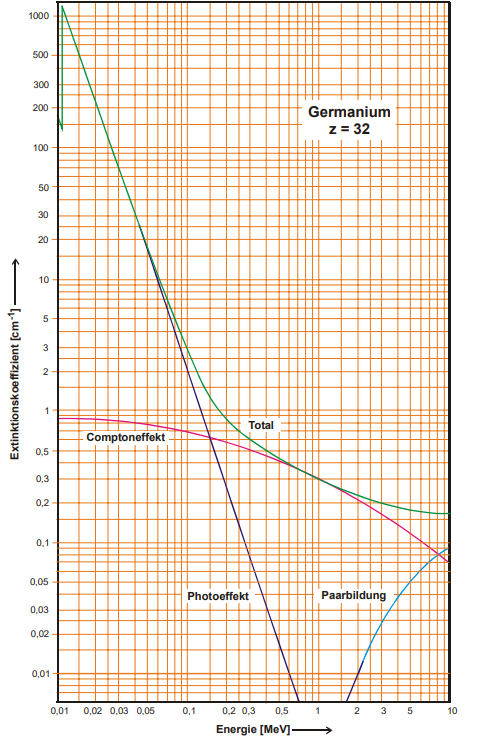 1000
500
300
200
100
50
30
20
10
5
3
2
1
0,5
0,3
0,2
0,1
0,05
0,03
0,02
0,01
Extinktionskoeffizient [cm-1]
Germanium
z = 32
Total
Comptoneffekt
Photoeffekt
Paarbildung
0,01 0,02 0,03 0,05 0,1 0,2 0,3 0,5 1 2 3 5 10
Energie [MeV]